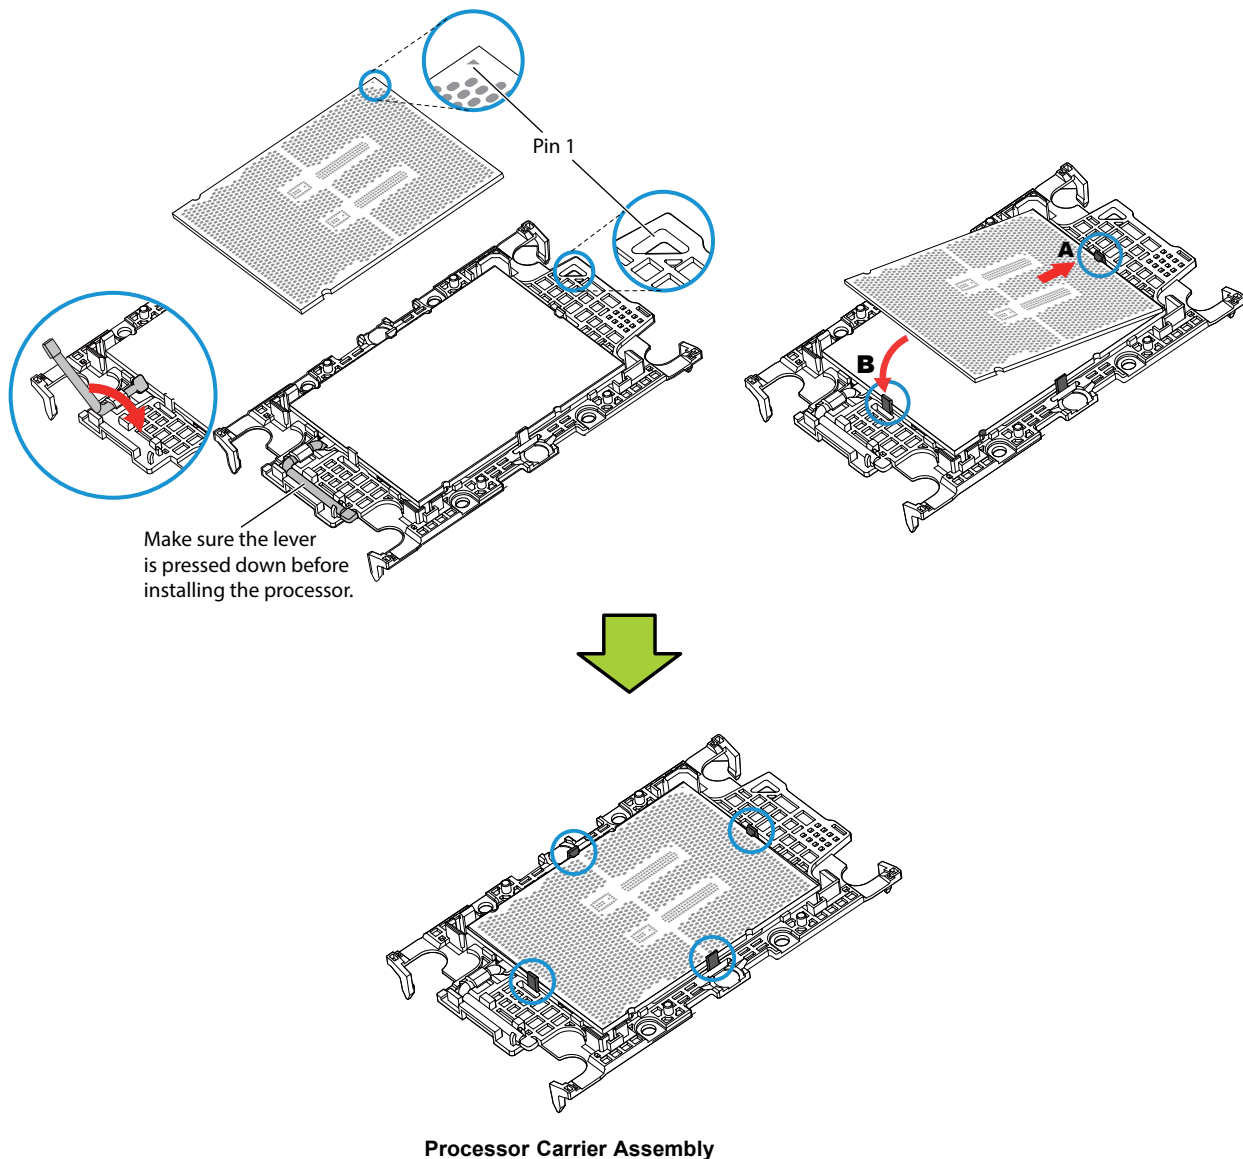 Pin 1
A
B
Make sure the lever
is pressed down before
installing the processor.
Processor Carrier Assembly